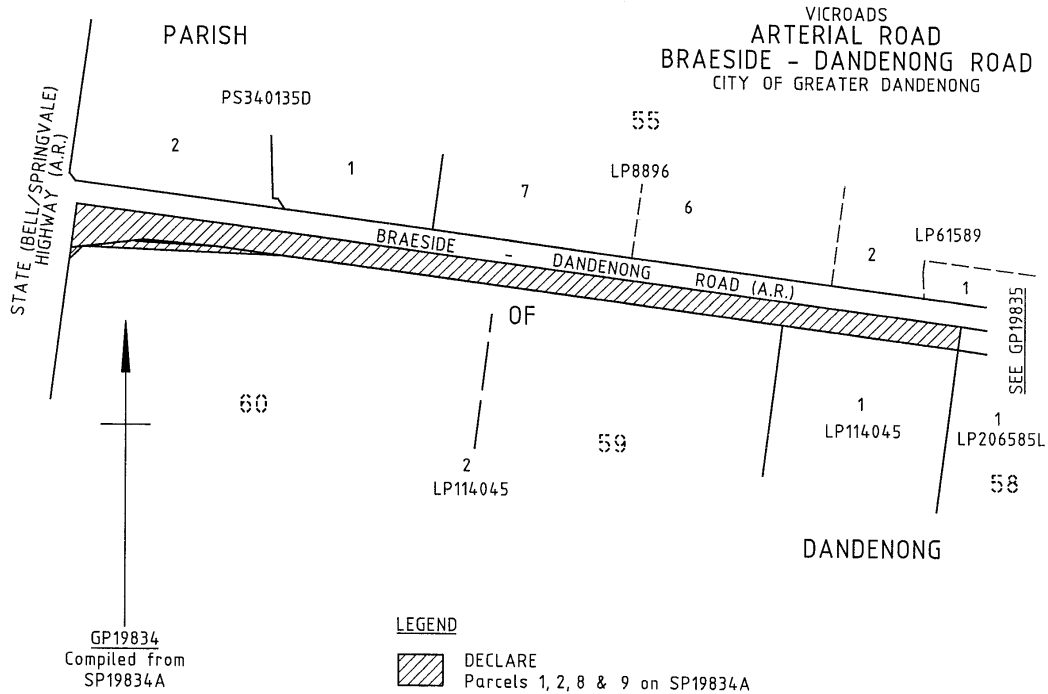 VICROADS
ARTERIAL ROAD
BRAESIDE - DANDENONG ROAD
CITY OF GREATER DANDENONG
PARISH
PS340135D
55
2
1
7
LP8896
6
STATE (BELL/SPRINGVALE)
HIGHWAY (A.R.)
2
LP61589
1
BRAESIDE - DANDENONG ROAD (A.R.)
OF
SEE GP19835
60
59
1
LP114045
1
LP206585L
2
LP114045
58
DANDENONG
GP19834
Compiled from
SP19834A
LEGEND
DECLARE
Parcels 1, 2, 8 & 9 on SP19834A